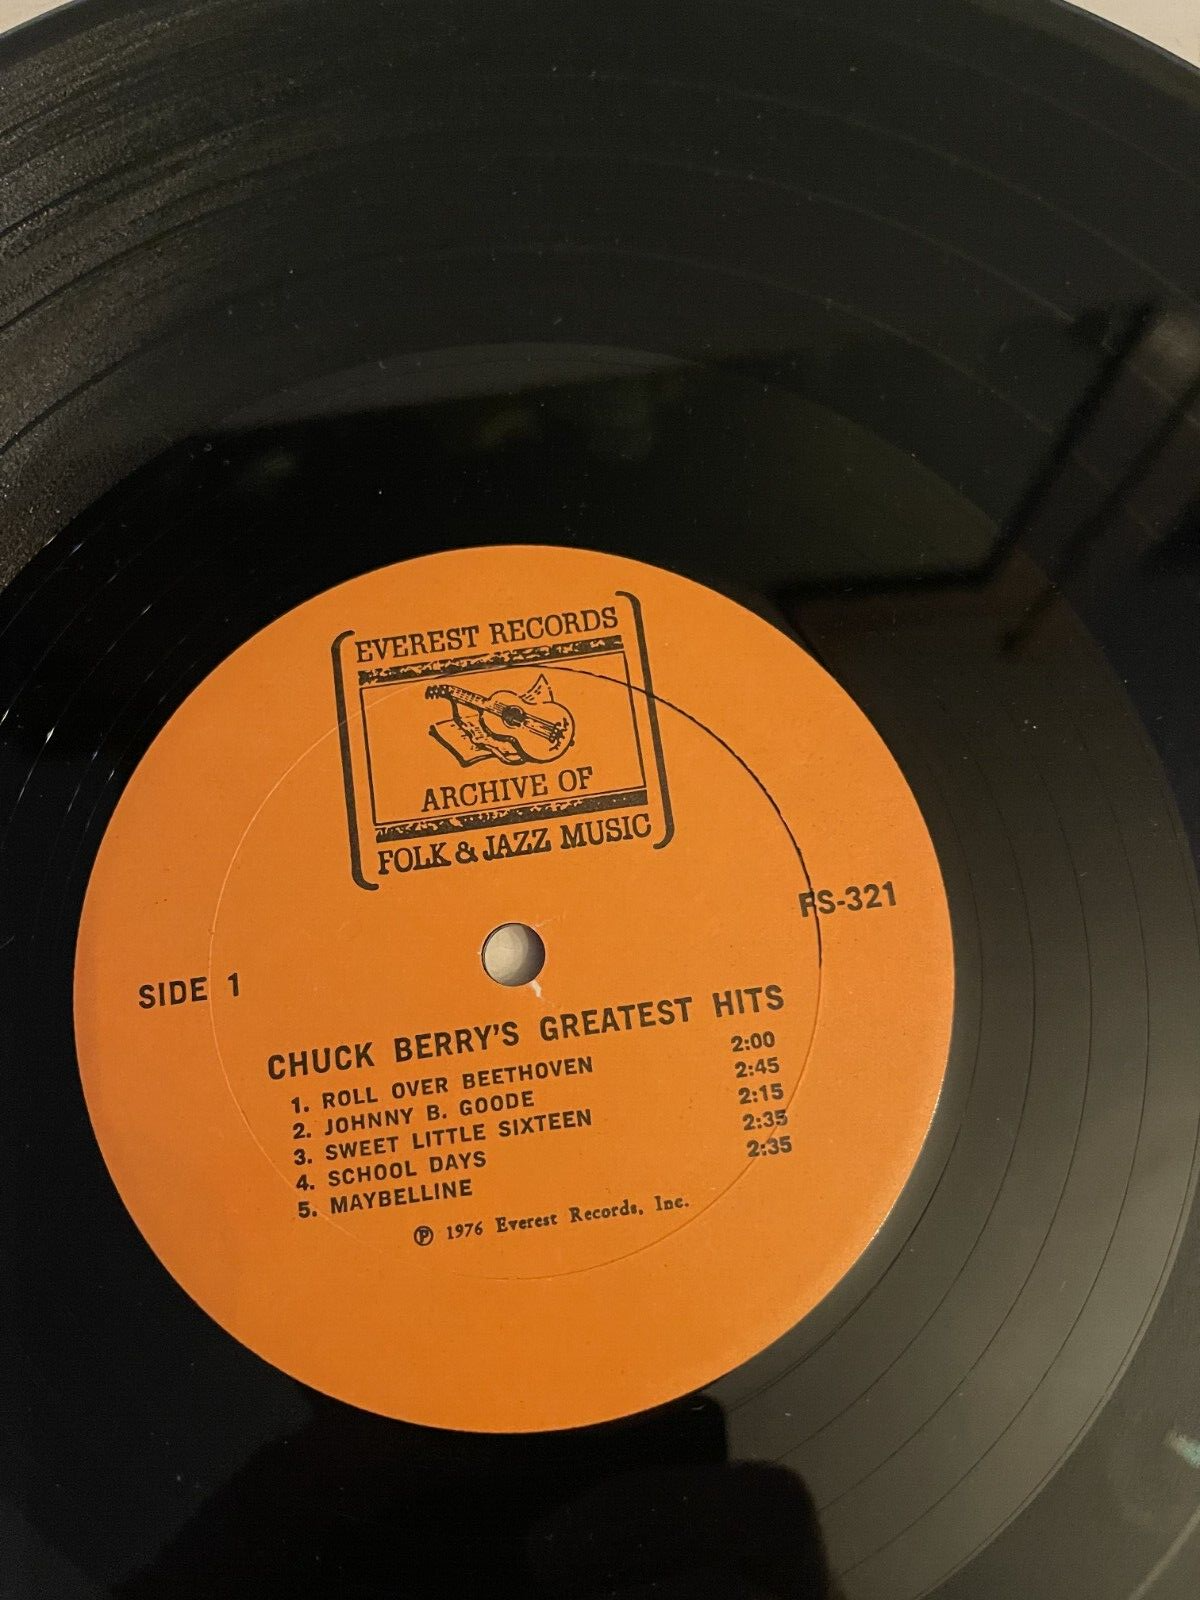 EVEREST RECORDS
ARCHIVE OF
FOLK & JAZZ MUSIC
FS-321
SIDE 1
CHUCK BERRY'S GREATEST HITS
1. ROLL OVER BEETHOVEN 2:00
2. JOHNNY B. GOODE 2:45
3. SWEET LITTLE SIXTEEN 2:15
4. SCHOOL DAYS 2:35
5. MAYBELLINE 2:35
Ⓟ 1976 Everest Records, Inc.